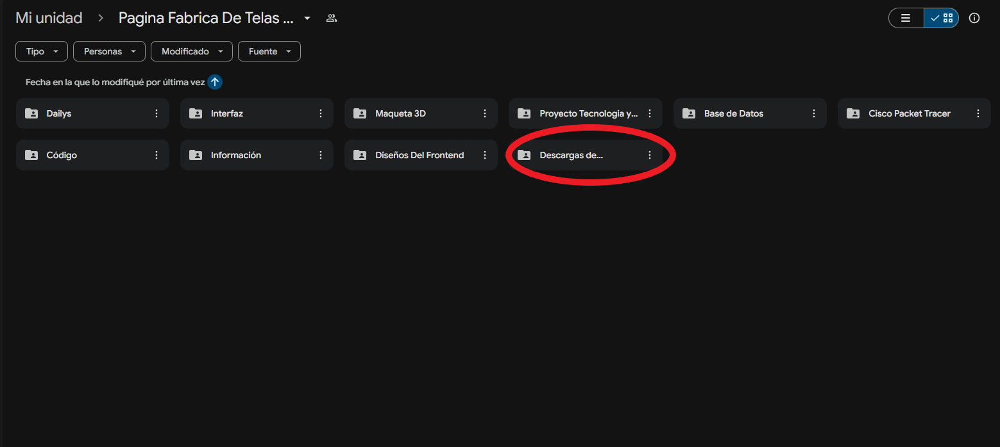 Mi unidad > Pagina Fabrica De Telas ...
Tipo Personas Modificado Fuente
Fecha en la que lo modifiqué por última vez
Dailys Interfaz Maqueta 3D Proyecto Tecnologia y... Base de Datos Cisco Packet Tracer
Código Información Diseños Del Frontend Descargas de...